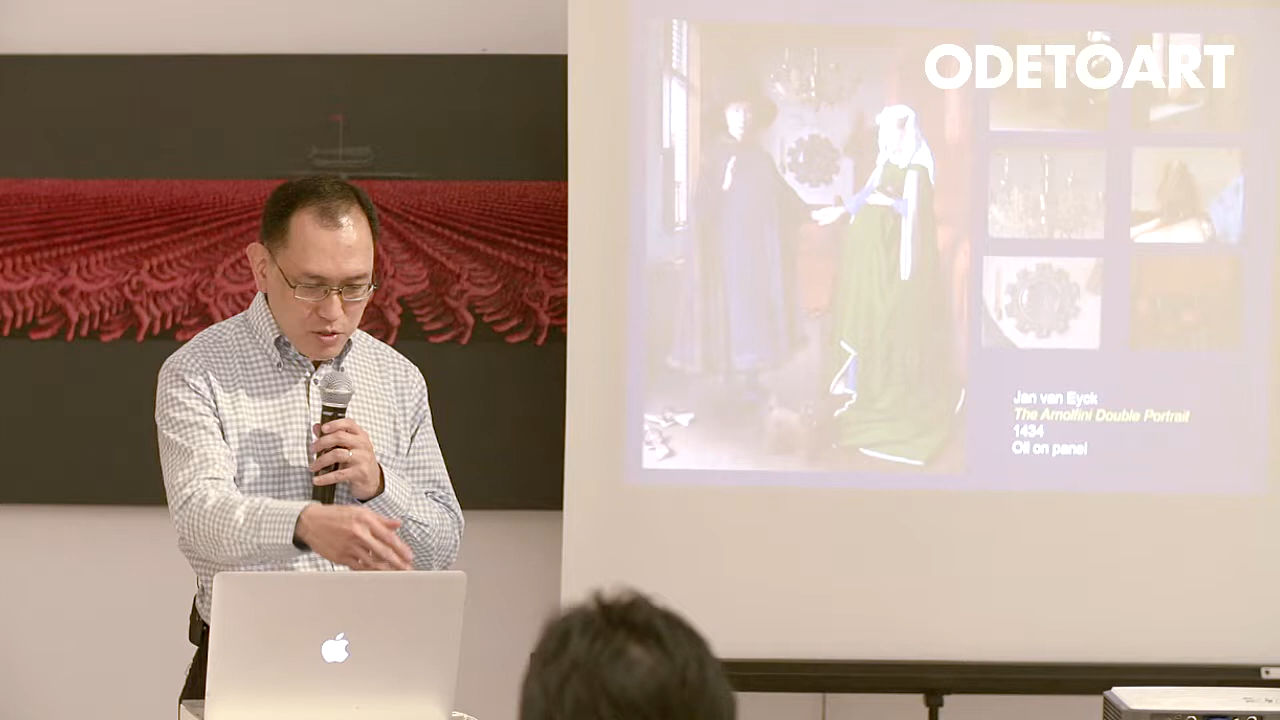 ODETOART
Jan van Eyck
The Arnolfini Double Portrait
1434
Oil on panel